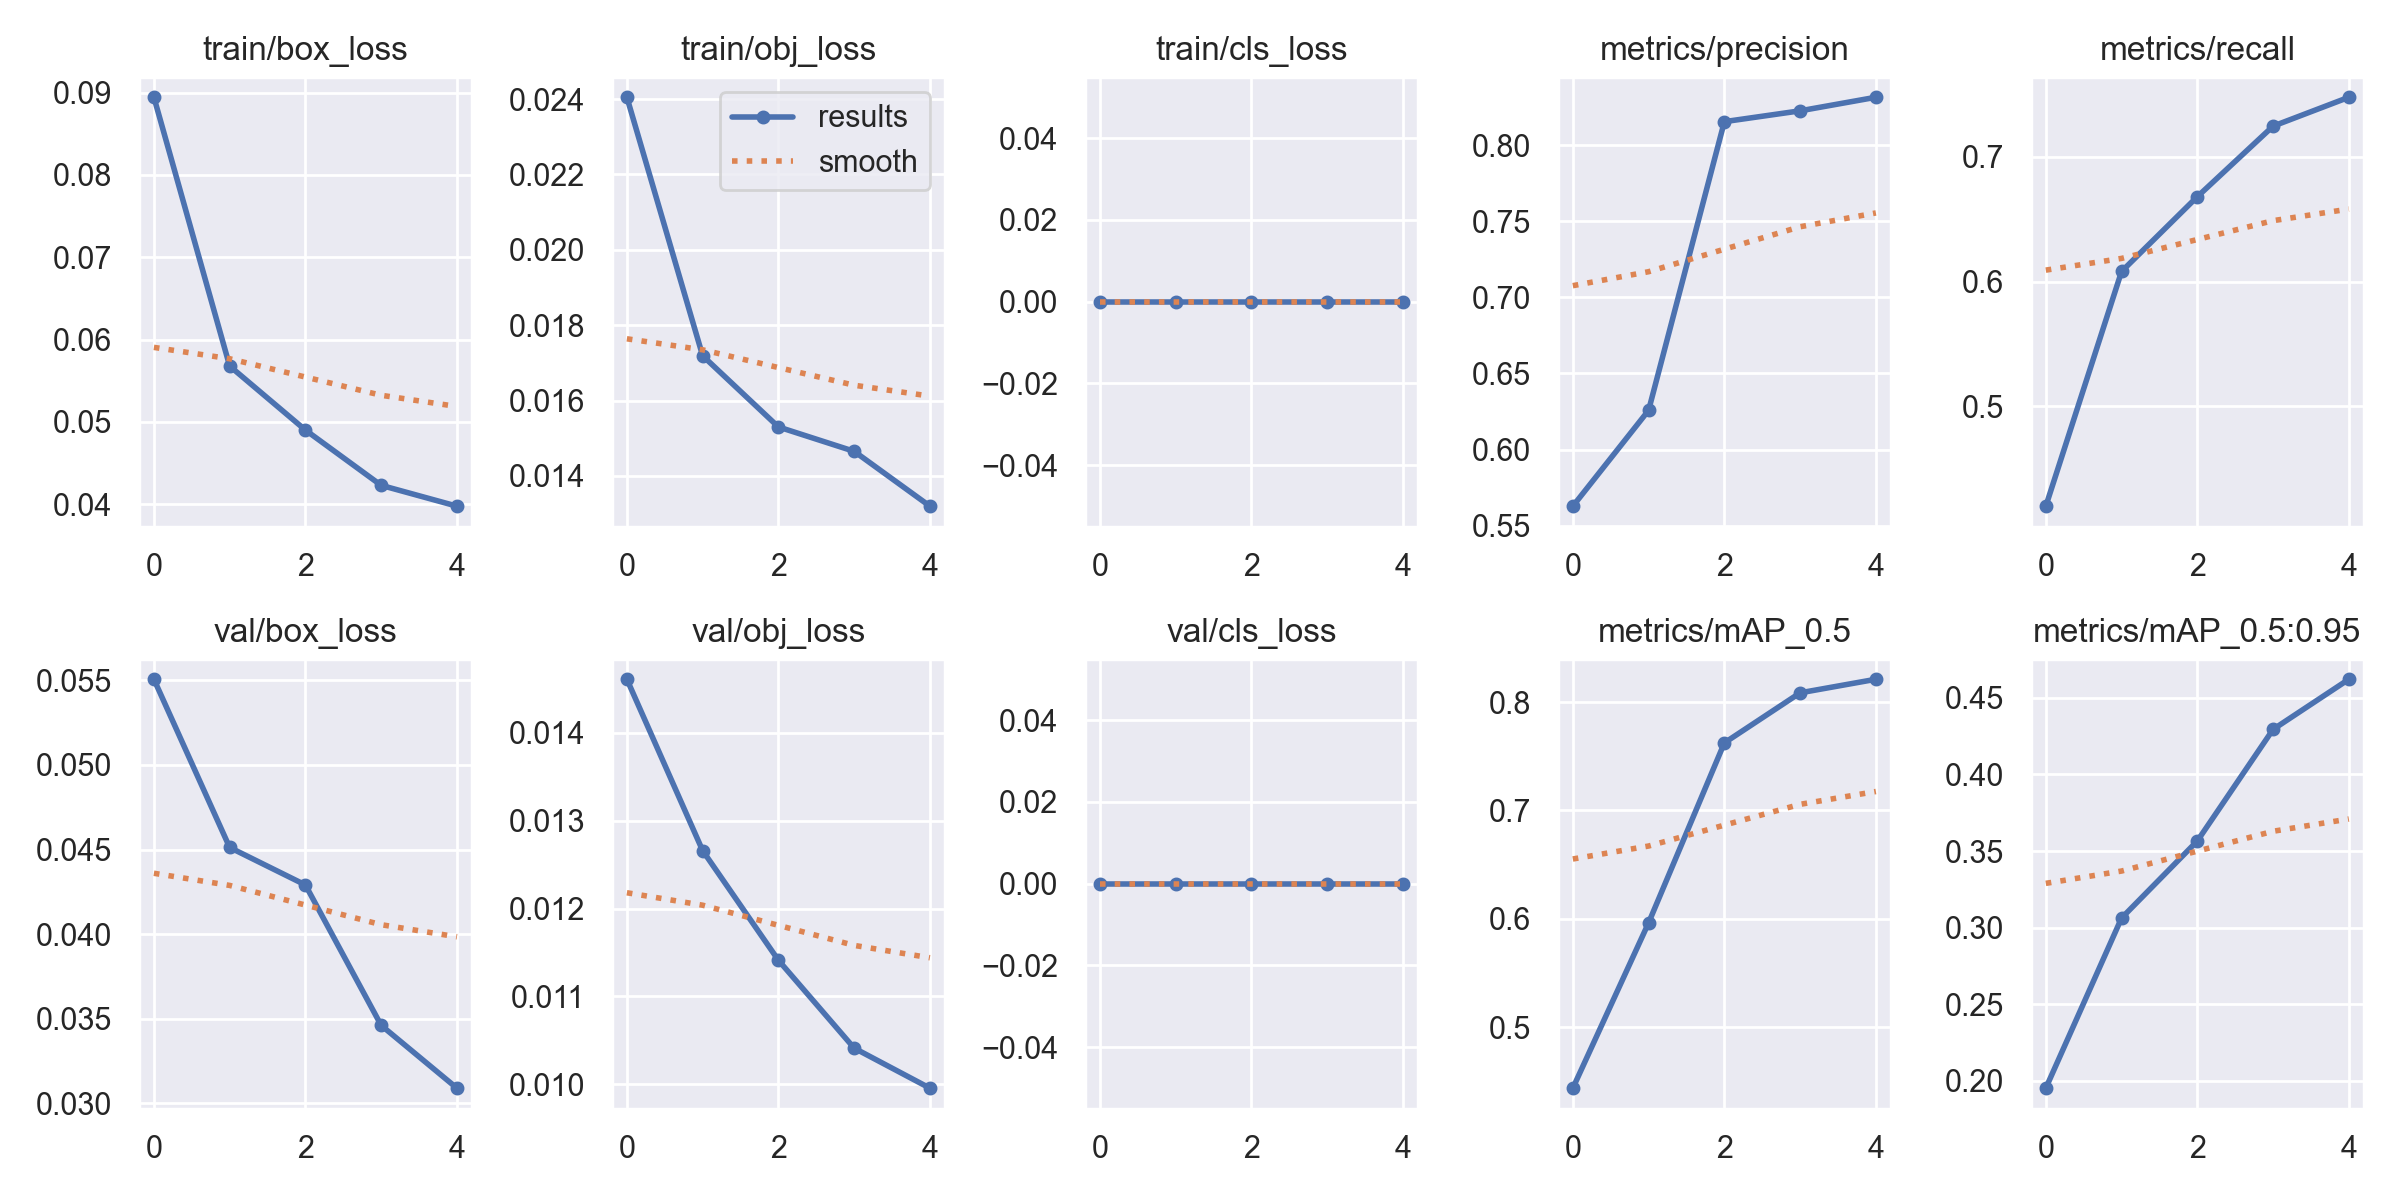 train/box_loss
0.09
0.08
0.07
0.06
0.05
0.04
0 2 4
train/obj_loss
results
smooth
0.024
0.022
0.020
0.018
0.016
0.014
0 2 4
train/cls_loss
0.04
0.02
0.00
−0.02
−0.04
0 2 4
metrics/precision
0.80
0.75
0.70
0.65
0.60
0.55
0 2 4
metrics/recall
0.7
0.6
0.5
0 2 4
val/box_loss
0.055
0.050
0.045
0.040
0.035
0.030
0 2 4
val/obj_loss
0.014
0.013
0.012
0.011
0.010
0 2 4
val/cls_loss
0.04
0.02
0.00
−0.02
−0.04
0 2 4
metrics/mAP_0.5
0.8
0.7
0.6
0.5
0 2 4
metrics/mAP_0.5:0.95
0.45
0.40
0.35
0.30
0.25
0.20
0 2 4